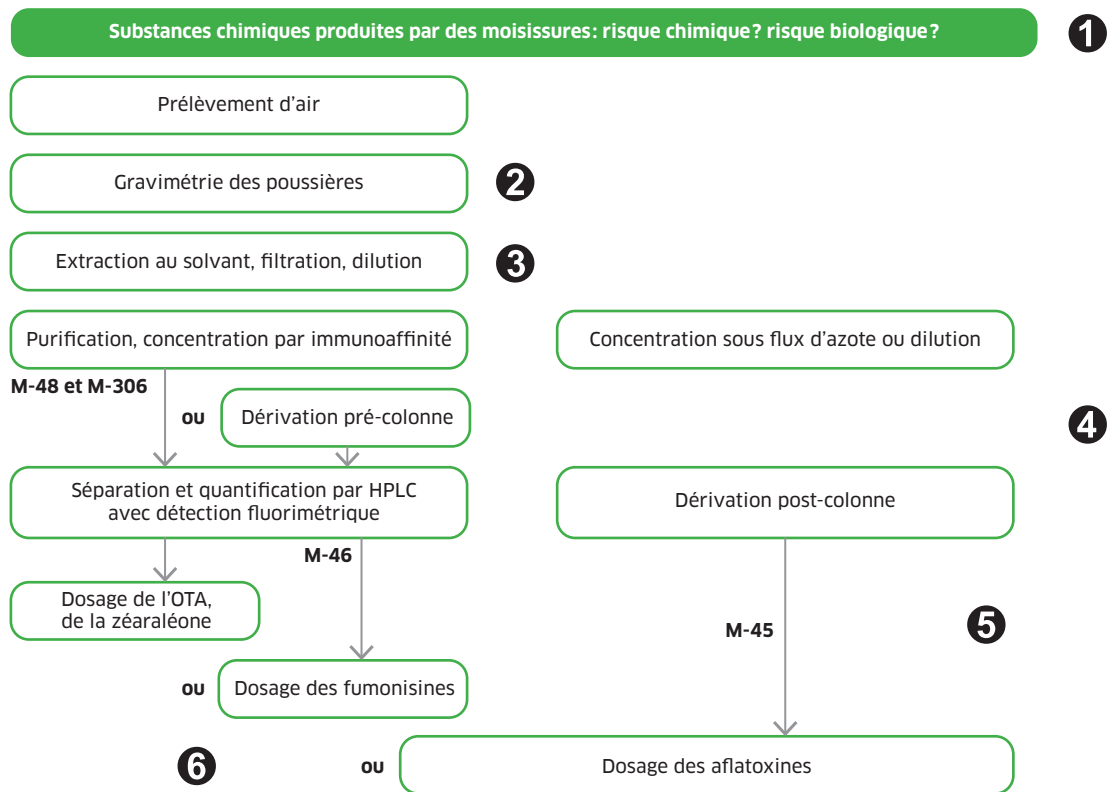 Substances chimiques produites par des moisissures: risque chimique? risque biologique?
1
Prélèvement d'air
Gravimétrie des poussières
2
Extraction au solvant, filtration, dilution
3
Purification, concentration par immunoaffinité
Concentration sous flux d'azote ou dilution
M-48 et M-306
ou
Dérivation pré-colonne
4
Séparation et quantification par HPLC
avec détection fluorimétrique
Dérivation post-colonne
M-46
Dosage de l'OTA,
de la zéaraléone
M-45
5
ou
Dosage des fumonisines
6
ou
Dosage des aflatoxines